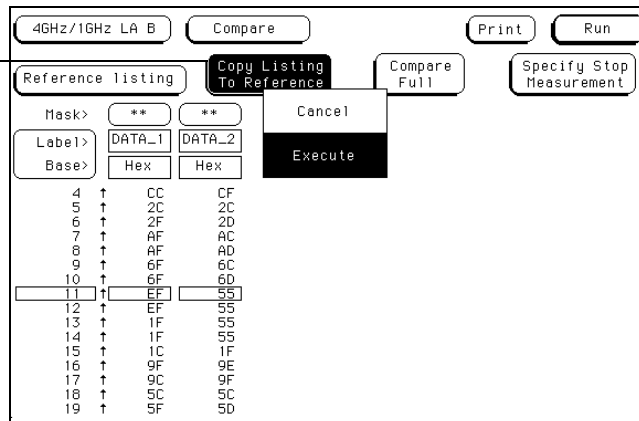 4GHz/1GHz LA B Compare Print Run
Reference listing Copy Listing To Reference Compare Full Specify Stop Measurement
Cancel
Execute
Mask> ** **
Label> DATA_1 DATA_2
Base> Hex Hex
4 ↑ CC CF
5 ↑ 2C 2C
6 ↑ 2F 2D
7 ↑ AF AC
8 ↑ AF AD
9 ↑ 6F 6C
10 ↑ 6F 6D
11 ↑ EF 55
12 ↑ EF 55
13 ↑ 1F 55
14 ↑ 1F 55
15 ↑ 1C 1F
16 ↑ 9F 9E
17 ↑ 9C 9F
18 ↑ 5C 5C
19 ↑ 5F 5D